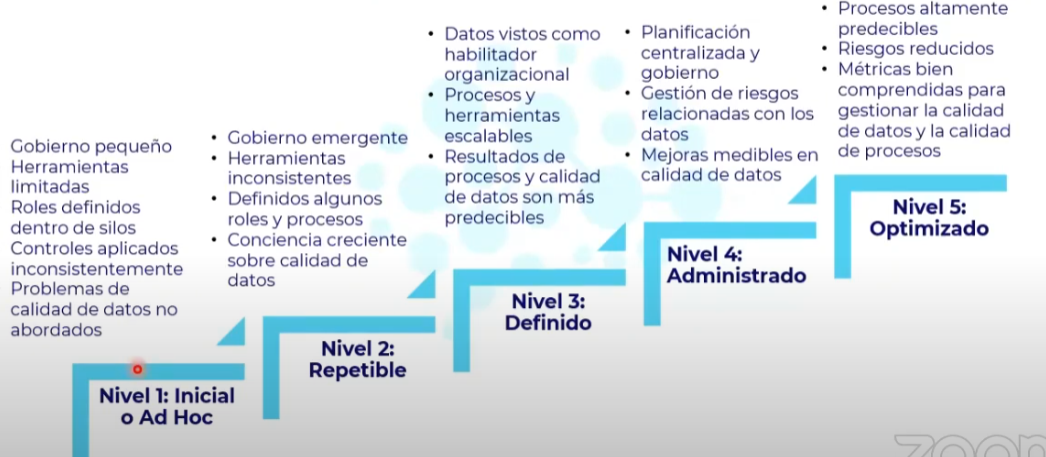 Gobierno pequeño
Herramientas
limitadas
Roles definidos
dentro de silos
Controles aplicados
inconsistentemente
Problemas de
calidad de datos no
abordados
Nivel 1: Inicial
o Ad Hoc
• Gobierno emergente
• Herramientas
inconsistentes
• Definidos algunos
roles y procesos
• Conciencia creciente
sobre calidad de
datos
Nivel 2:
Repetible
• Datos vistos como
habilitador
organizacional
• Procesos y
herramientas
escalables
• Resultados de
procesos y calidad
de datos son más
predecibles
Nivel 3:
Definido
• Planificación
centralizada y
gobierno
• Gestión de riesgos
relacionadas con los
datos
• Mejoras medibles en
calidad de datos
Nivel 4:
Administrado
• Procesos altamente
predecibles
• Riesgos reducidos
• Métricas bien
comprendidas para
gestionar la calidad
de datos y la calidad
de procesos
Nivel 5:
Optimizado
zoom